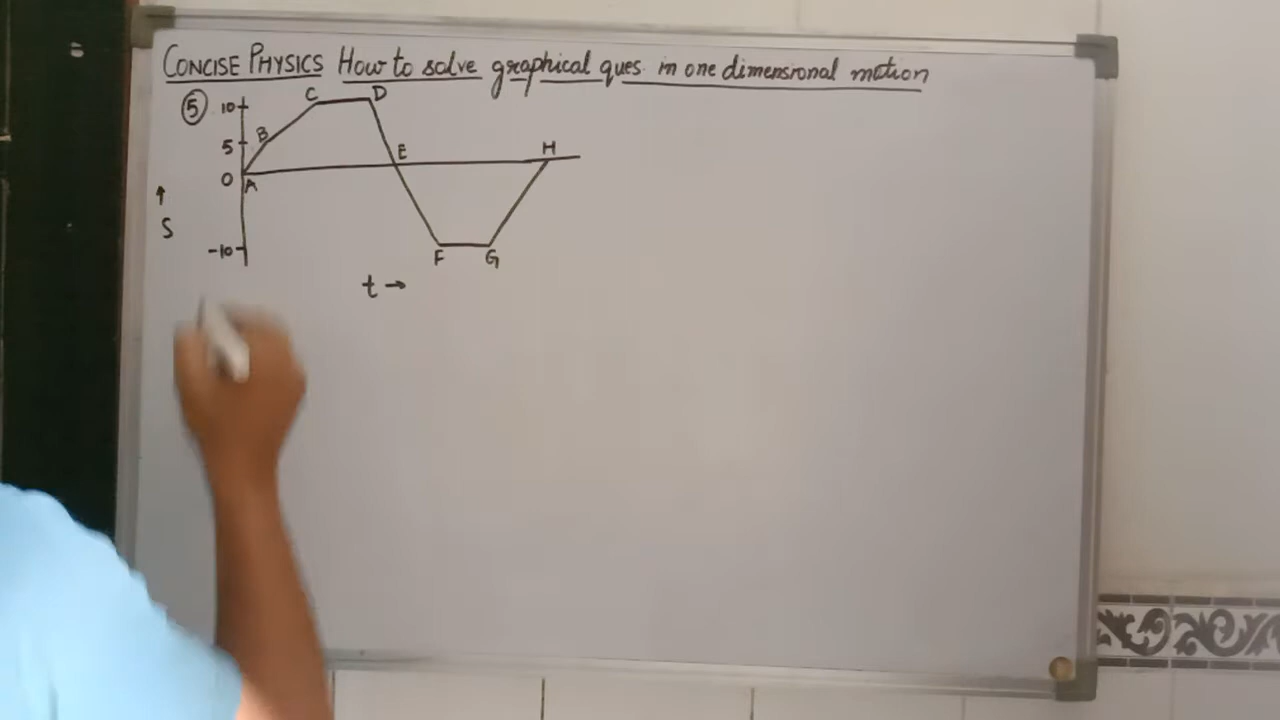 CONCISE PHYSICS How to solve graphical ques. in one dimensional motion
5
10
C
D
B
5
E
H
0
A
↑
S
-10
F
G
t →